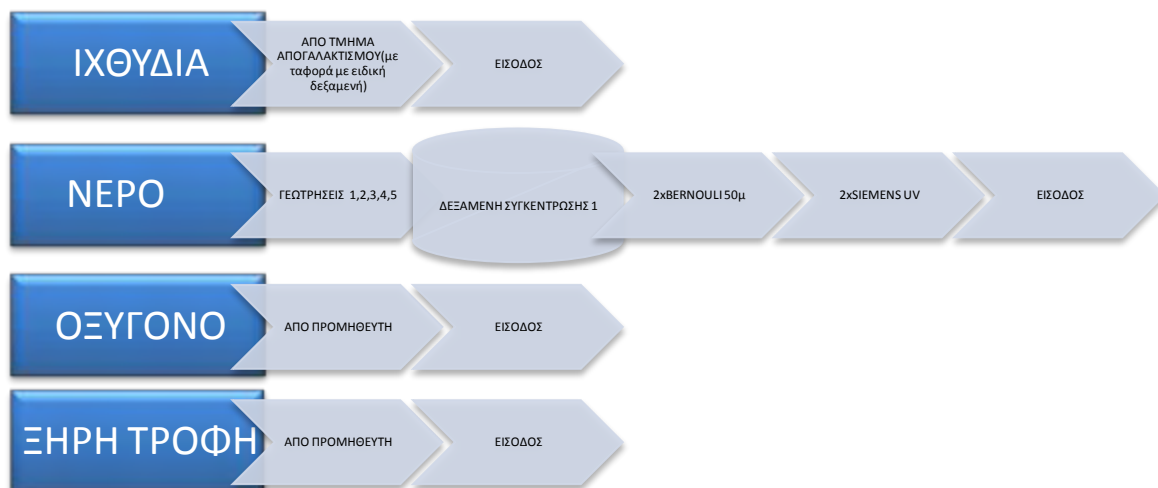 ΙΧΘΥΔΙΑ
ΑΠΟ ΤΜΗΜΑ
ΑΠΟΓΑΛΑΚΤΙΣΜΟΥ(με
ταφορά με ειδική
δεξαμενή)
ΕΙΣΟΔΟΣ
ΝΕΡΟ
ΓΕΩΤΡΗΣΕΙΣ 1,2,3,4,5
ΔΕΞΑΜΕΝΗ ΣΥΓΚΕΝΤΡΩΣΗΣ 1
2xBERNOULI 50μ
2xSIEMENS UV
ΕΙΣΟΔΟΣ
ΟΞΥΓΟΝΟ
ΑΠΟ ΠΡΟΜΗΘΕΥΤΗ
ΕΙΣΟΔΟΣ
ΞΗΡΗ ΤΡΟΦΗ
ΑΠΟ ΠΡΟΜΗΘΕΥΤΗ
ΕΙΣΟΔΟΣ